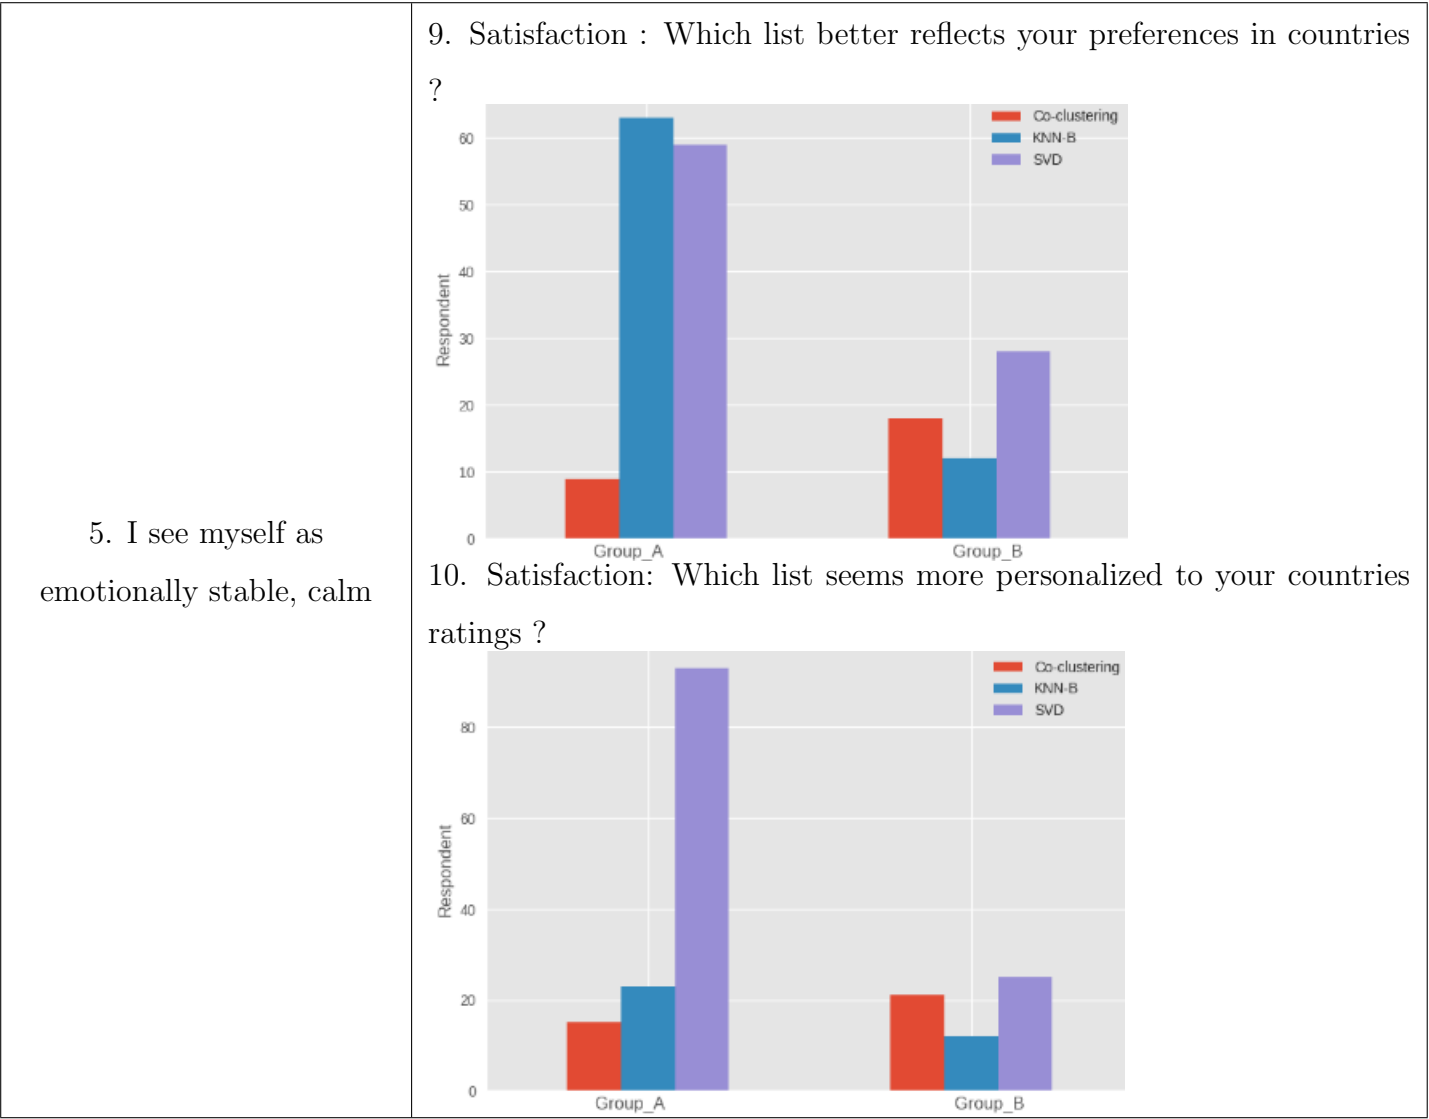 5. I see myself as
emotionally stable, calm
9. Satisfaction : Which list better reflects your preferences in countries
?
Co-clustering
KNN-B
SVD
60
50
40
30
20
10
0
Respondent
Group_A
Group_B
10. Satisfaction: Which list seems more personalized to your countries
ratings ?
Co-clustering
KNN-B
SVD
80
60
40
20
0
Respondent
Group_A
Group_B